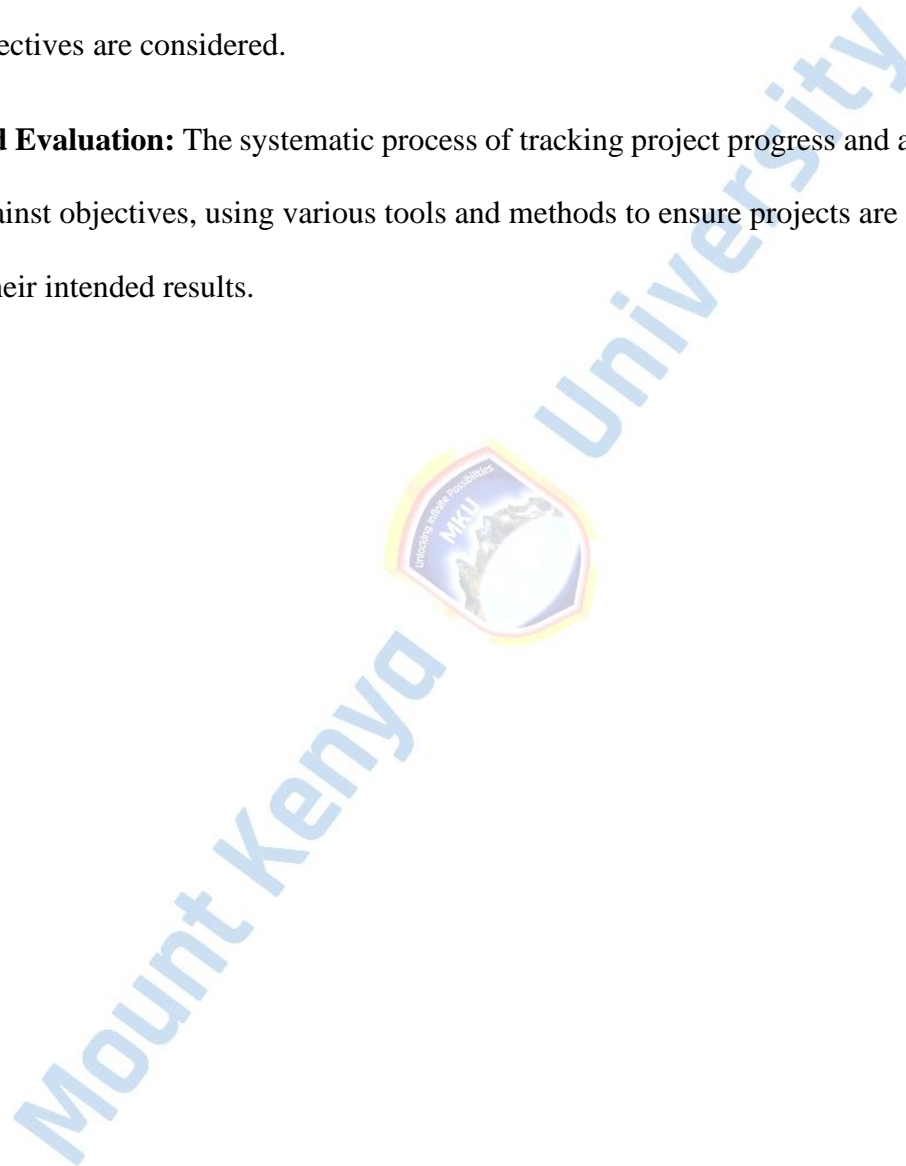 ectives are considered.
d Evaluation: The systematic process of tracking project progress and a
ainst objectives, using various tools and methods to ensure projects are
heir intended results.
Unlocking Infinite Possibilities
MKU
Mount Kenya University